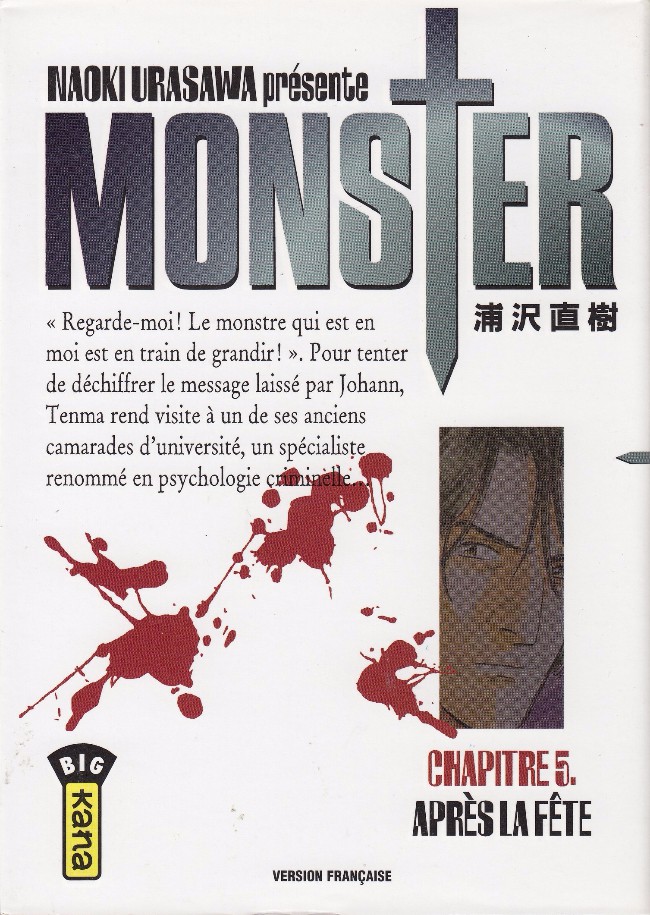 NAOKI URASAWA présente
MONSTER
浦沢直樹
« Regarde-moi! Le monstre qui est en
moi est en train de grandir! ». Pour tenter
de déchiffrer le message laissé par Johann,
Tenma rend visite à un de ses anciens
camarades d'université, un spécialiste
renommé en psychologie criminelle...
CHAPITRE 5.
APRÈS LA FÊTE
BIG
kana
VERSION FRANÇAISE